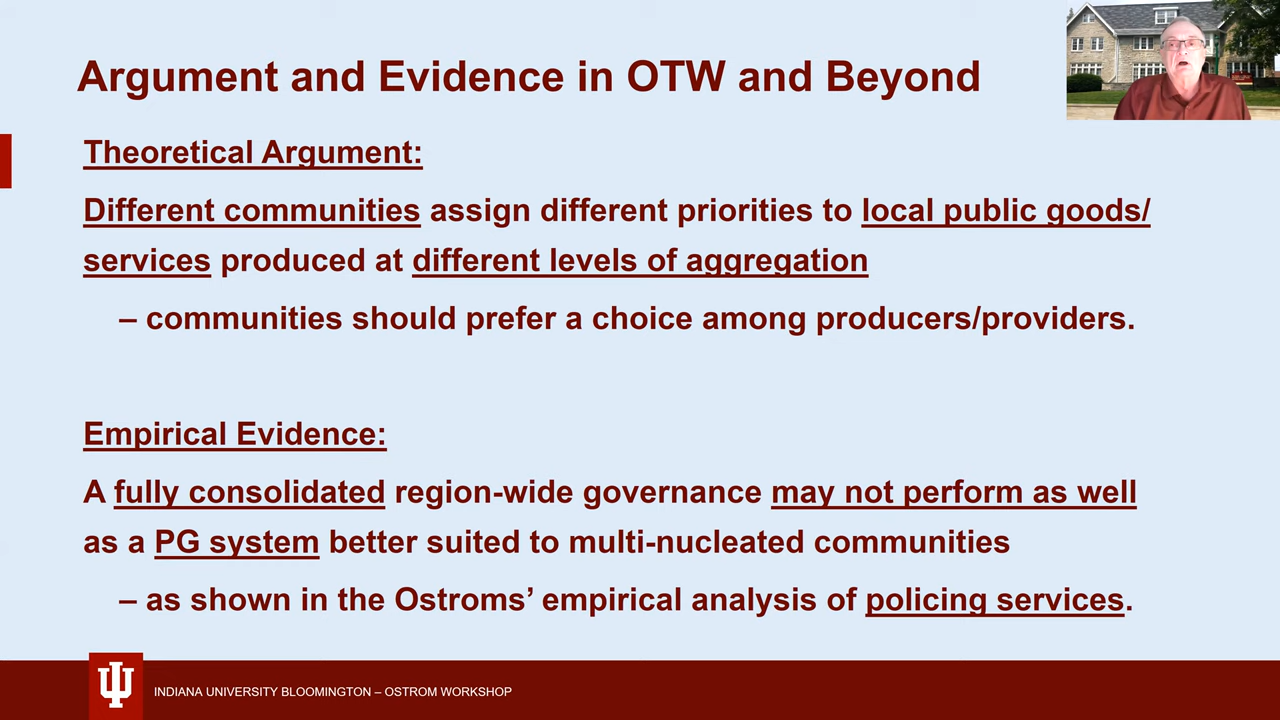 Argument and Evidence in OTW and Beyond
Theoretical Argument:
Different communities assign different priorities to local public goods/
services produced at different levels of aggregation
– communities should prefer a choice among producers/providers.
Empirical Evidence:
A fully consolidated region-wide governance may not perform as well
as a PG system better suited to multi-nucleated communities
– as shown in the Ostroms’ empirical analysis of policing services.
INDIANA UNIVERSITY BLOOMINGTON – OSTROM WORKSHOP